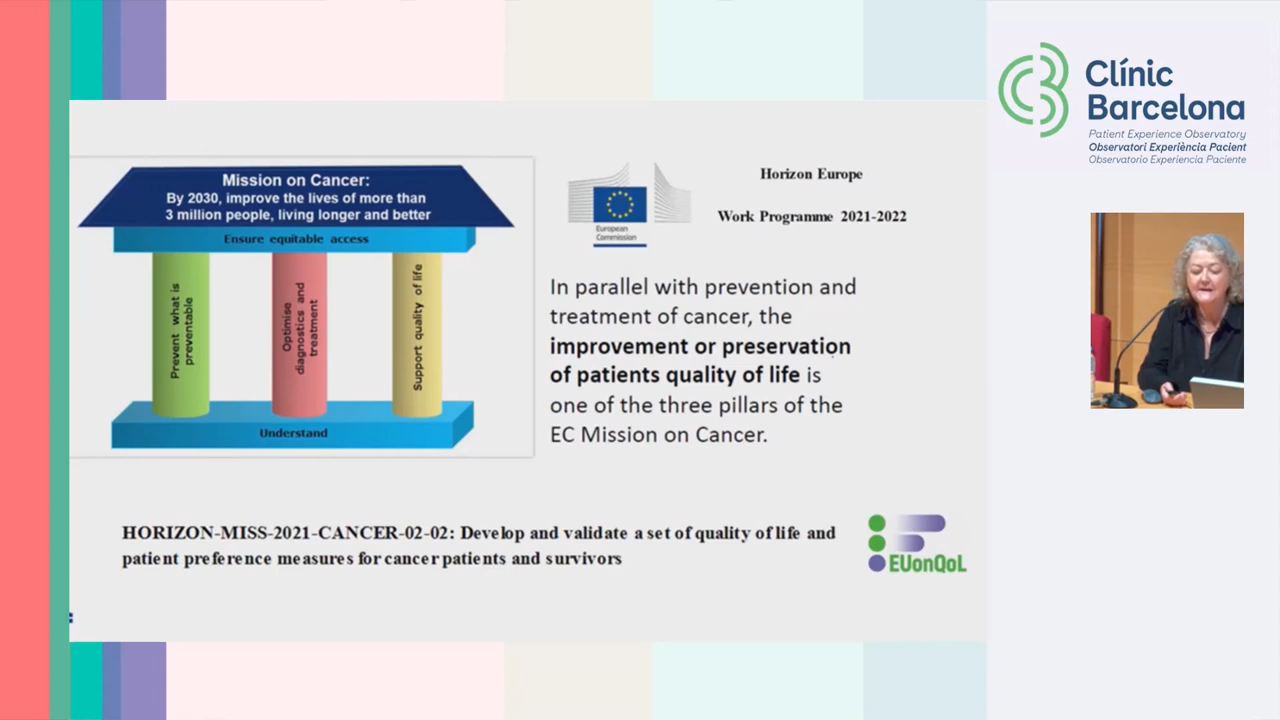 Clínic
Barcelona
Patient Experience Observatory
Observatori Experiència Pacient
Observatorio Experiencia Paciente
Mission on Cancer:
By 2030, improve the lives of more than
3 million people, living longer and better
Ensure equitable access
Prevent what is
preventable
Optimise
diagnostics and
treatment
Support quality of life
Understand
European
Commission
Horizon Europe
Work Programme 2021-2022
In parallel with prevention and
treatment of cancer, the
improvement or preservation
of patients quality of life is
one of the three pillars of the
EC Mission on Cancer.
HORIZON-MISS-2021-CANCER-02-02: Develop and validate a set of quality of life and
patient preference measures for cancer patients and survivors
EUonQoL